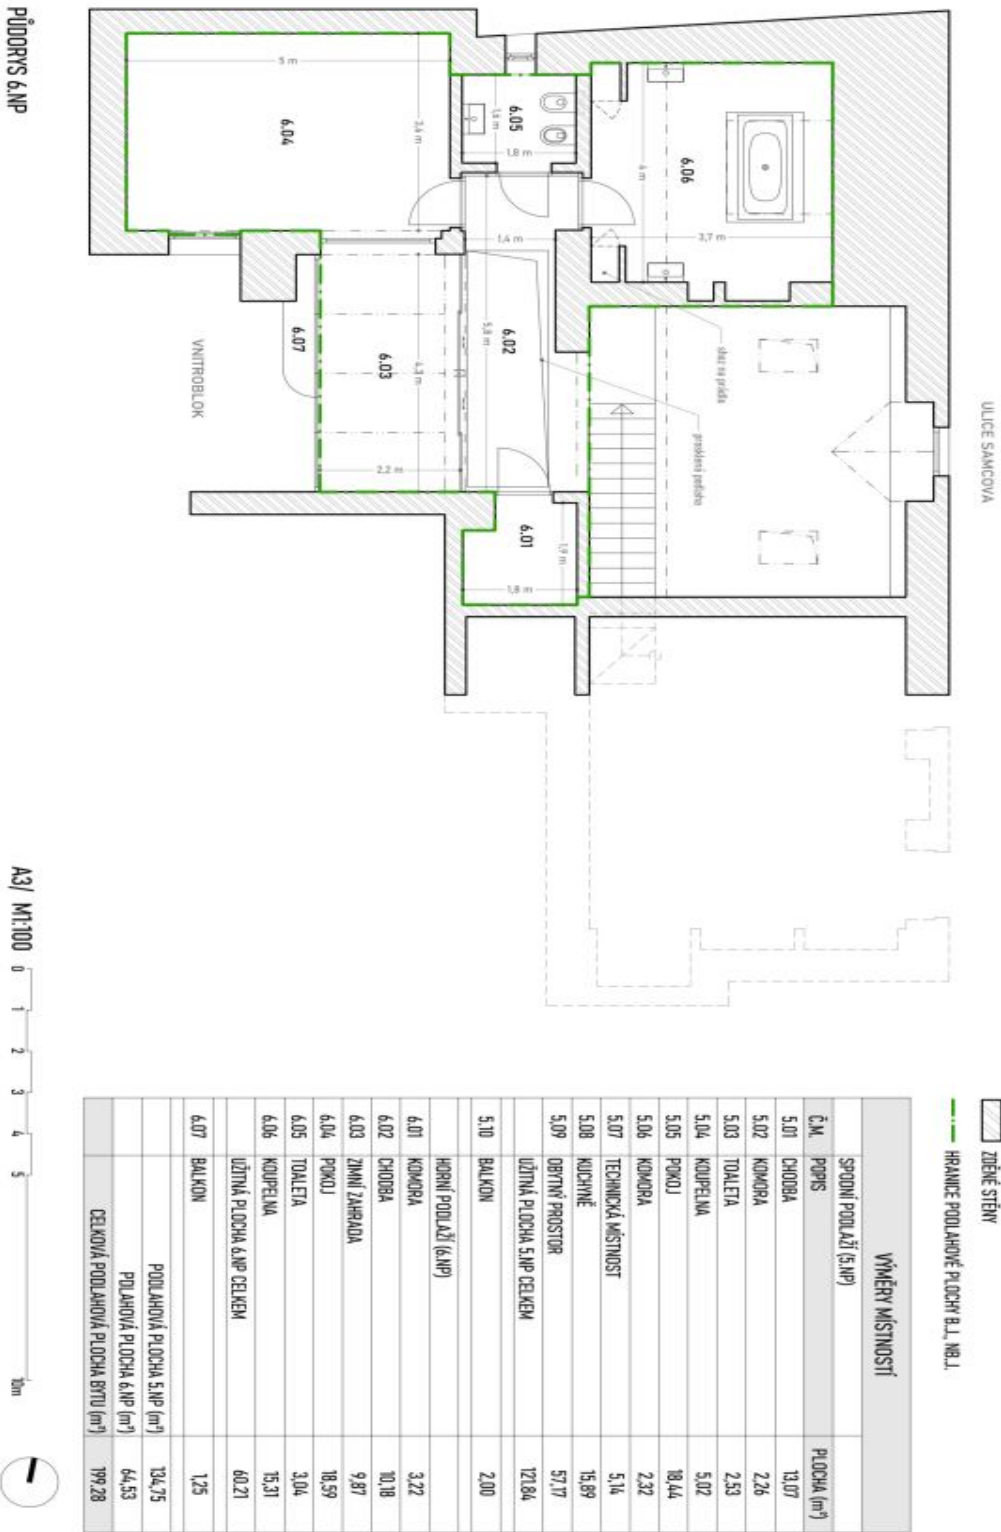 PŮDORYS 6.NP
ULICE SAMCOVA
VNITROBLOK
6.04
5 m
3,6 m
6.05
1,6 m
1,8 m
6.06
4 m
3,7 m
1,4 m
6.02
5,8 m
6.03
4,3 m
2,2 m
6.07
6.01
1,9 m
1,8 m
shoz na prádlo
prosklená podlaha
A3/ M1:100
0 1 2 3 4 5 10m
ZDĚNÉ STĚNY
HRANICE PODLAHOVÉ PLOCHY B.J., NB.J.
VÝMĚRY MÍSTNOSTÍ
SPODNÍ PODLAŽÍ (5.NP)
Č.M. POPIS PLOCHA (m²)
5.01 CHODBA 13,07
5.02 KOMORA 2,26
5.03 TOALETA 2,53
5.04 KOUPELNA 5,02
5.05 POKOJ 18,44
5.06 KOMORA 2,32
5.07 TECHNICKÁ MÍSTNOST 5,14
5.08 KUCHYNĚ 15,89
5.09 OBYTNÝ PROSTOR 57,17
UŽITNÁ PLOCHA 5.NP CELKEM 121,84
5.10 BALKON 2,00
HORNÍ PODLAŽÍ (6.NP)
6.01 KOMORA 3,22
6.02 CHODBA 10,18
6.03 ZIMNÍ ZAHRADA 9,87
6.04 POKOJ 18,59
6.05 TOALETA 3,04
6.06 KOUPELNA 15,31
UŽITNÁ PLOCHA 6.NP CELKEM 60,21
6.07 BALKON 1,25
PODLAHOVÁ PLOCHA 5.NP (m²) 134,75
PDLAHOVÁ PLOCHA 6.NP (m²) 64,53
CELKOVÁ PODLAHOVÁ PLOCHA BYTU (m²) 199,28